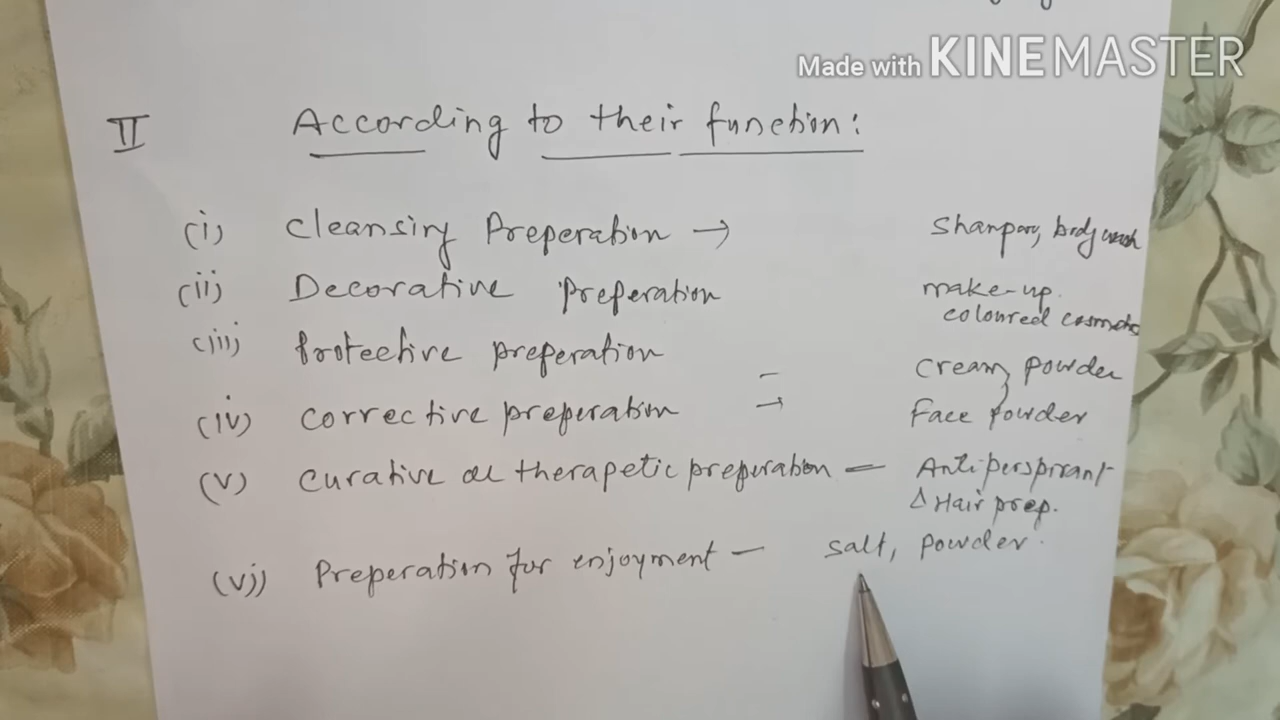 Made with KINEMASTER
II According to their function:
(i) Cleansing Preperation → Shampoo, body wash
(ii) Decorative preperation make-up.
coloured cosmetics
(iii) Protective preperation – cream, powder
(iv) corrective preperation → Face powder
(v) curative or therapetic preperation – Antiperspirant
& Hair prep.
(vi) Preperation for enjoyment – salt, powder.